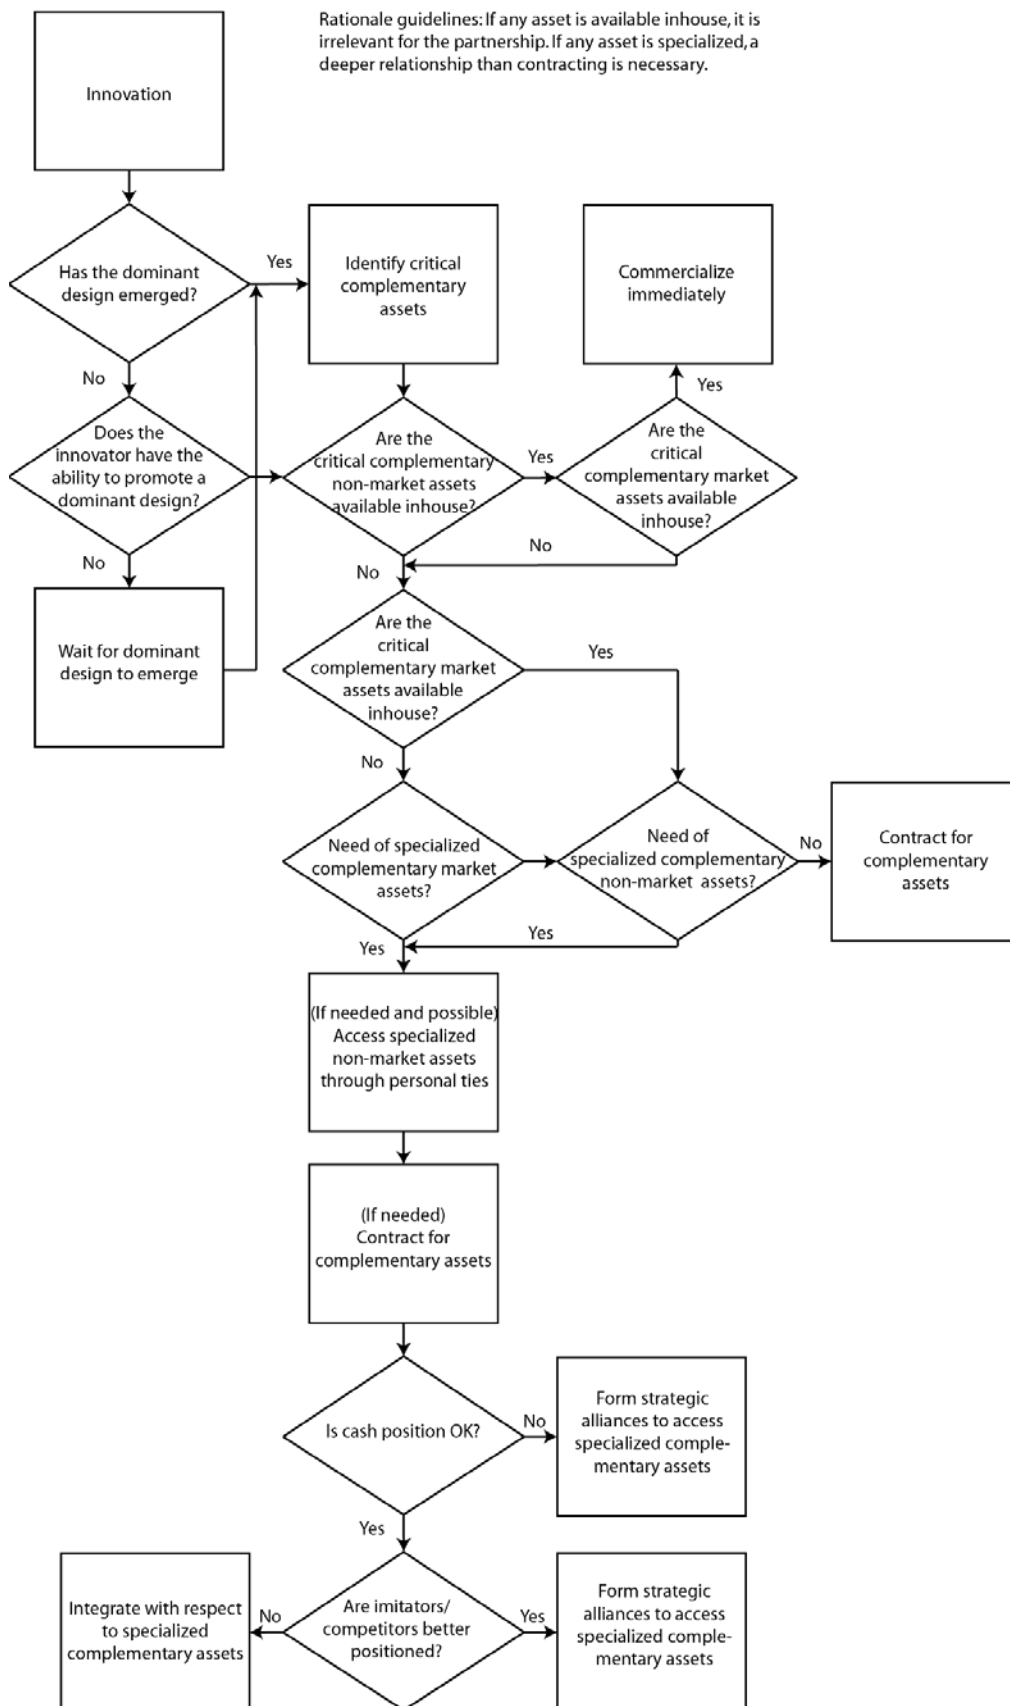 Rationale guidelines: If any asset is available inhouse, it is
irrelevant for the partnership. If any asset is specialized, a
deeper relationship than contracting is necessary.
Innovation
Has the dominant
design emerged?
Yes
Identify critical
complementary
assets
Commercialize
immediately
No
Yes
Does the
innovator have the
ability to promote a
dominant design?
Are the
critical complementary
non-market assets
available inhouse?
Yes
Are the
critical
complementary market
assets available
inhouse?
No
No
No
Wait for dominant
design to emerge
Are the
critical
complementary market
assets available
inhouse?
Yes
No
Need of specialized
complementary market
assets?
Need of
specialized complementary
non-market assets?
No
Contract for
complementary
assets
Yes
Yes
(If needed and possible)
Access specialized
non-market assets
through personal ties
(If needed)
Contract for
complementary assets
Is cash position OK?
No
Form strategic
alliances to access
specialized comple-
mentary assets
Yes
Integrate with respect
to specialized
complementary assets
No
Are imitators/
competitors better
positioned?
Yes
Form strategic
alliances to access
specialized comple-
mentary assets